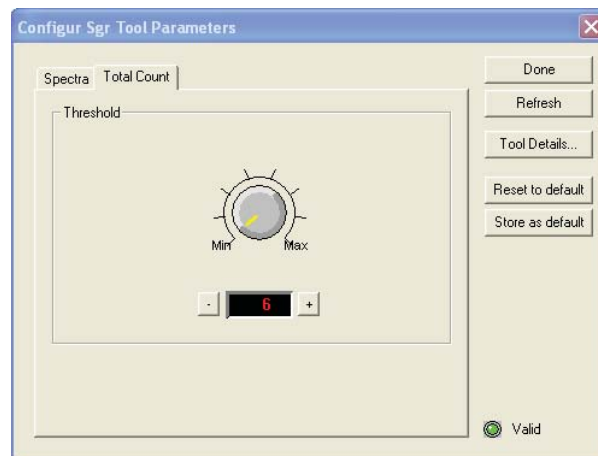 Configur Sgr Tool Parameters
Spectra
Total Count
Threshold
Min
Max
-
6
+
Done
Refresh
Tool Details...
Reset to default
Store as default
Valid